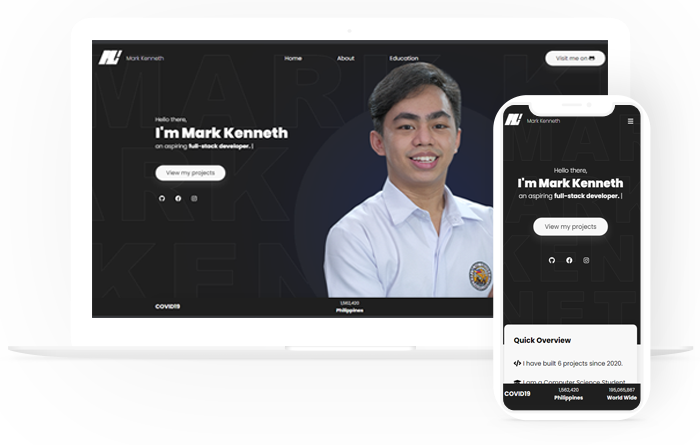 Mark Kenneth
Home
About
Education
Visit me on
MARK
Hello there,
I'm Mark Kenneth
an aspiring full-stack developer. |
View my projects
COVID19
1,562,420
Philippines
Mark Kenneth
Hello there,
I'm Mark Kenneth
an aspiring full-stack developer. |
View my projects
Quick Overview
I have built 6 projects since 2020.
I am a Computer Science Student
COVID19
1,562,420
Philippines
195,065,867
World Wide